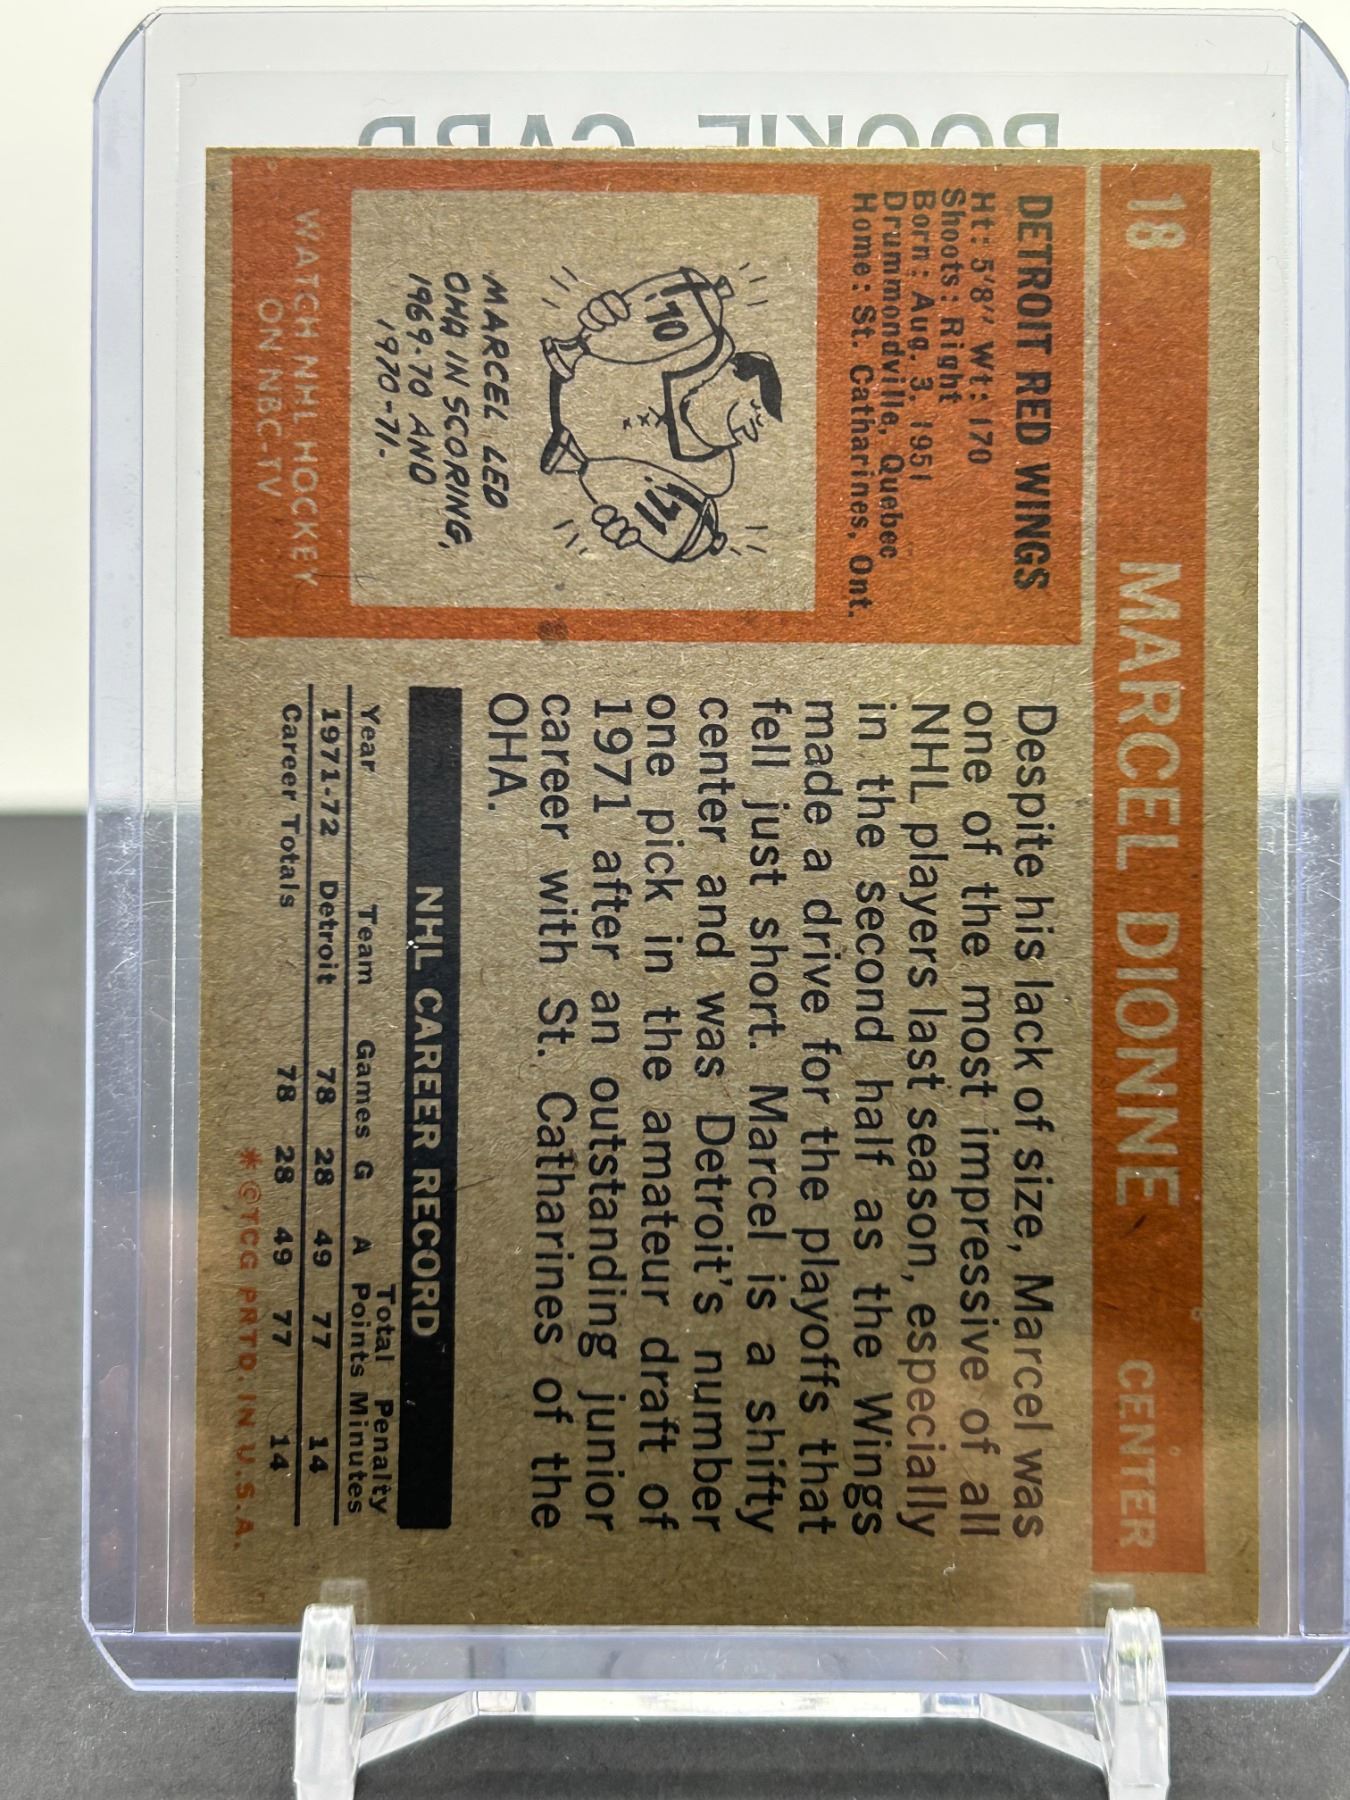 ROOKIE CARD
18 MARCEL DIONNE CENTER
DETROIT RED WINGS
Ht: 5'8" Wt: 170
Shoots: Right
Born: Aug. 3, 1951
Drummondville, Quebec
Home: St. Catharines, Ont.
'70 '71
MARCEL LED
OHA IN SCORING,
1969-70 AND
1970-71.
WATCH NHL HOCKEY
ON NBC-TV
Despite his lack of size, Marcel was
one of the most impressive of all
NHL players last season, especially
in the second half as the Wings
made a drive for the playoffs that
fell just short. Marcel is a shifty
center and was Detroit's number
one pick in the amateur draft of
1971 after an outstanding junior
career with St. Catharines of the
OHA.
NHL CAREER RECORD
Total Penalty
Year Team Games G A Points Minutes
1971-72 Detroit 78 28 49 77 14
Career Totals 78 28 49 77 14
*©TCG PRTD. IN U.S.A.